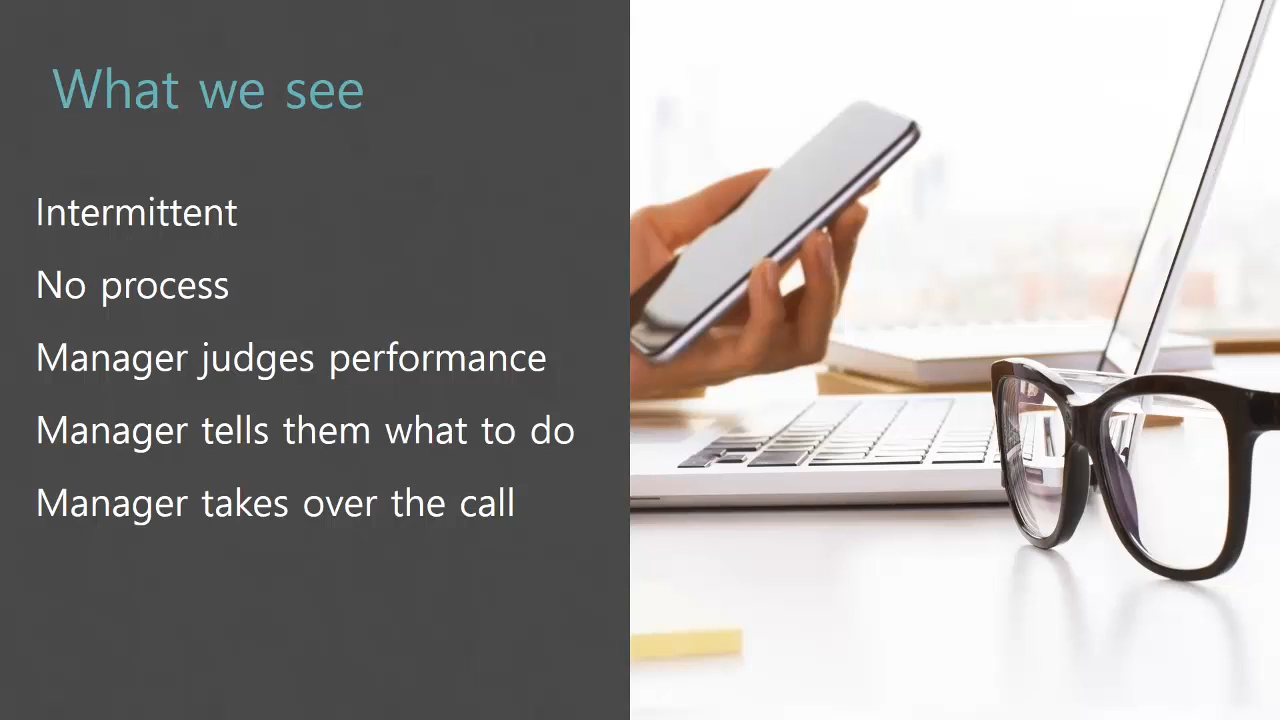 What we see
Intermittent
No process
Manager judges performance
Manager tells them what to do
Manager takes over the call